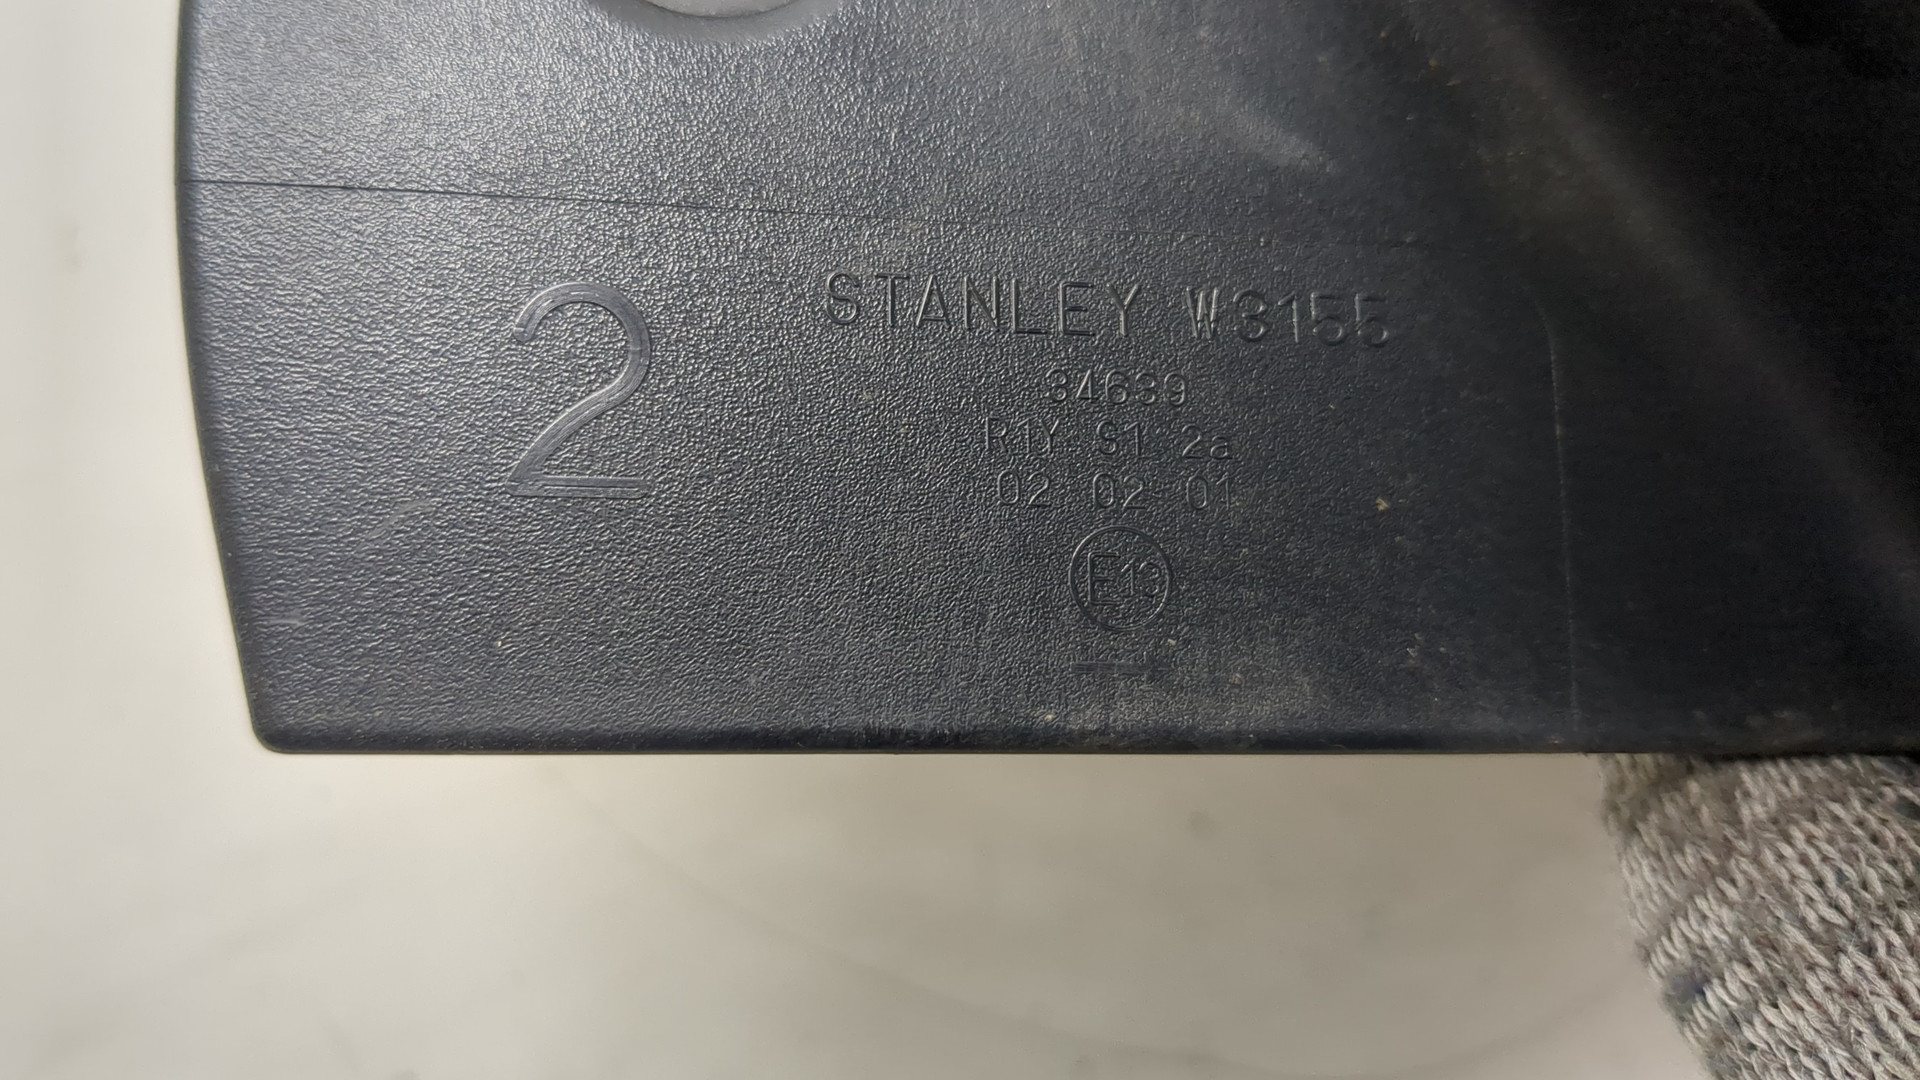 2
STANLEY W3155
34639
R1Y S1 2a
02 02 01
E13